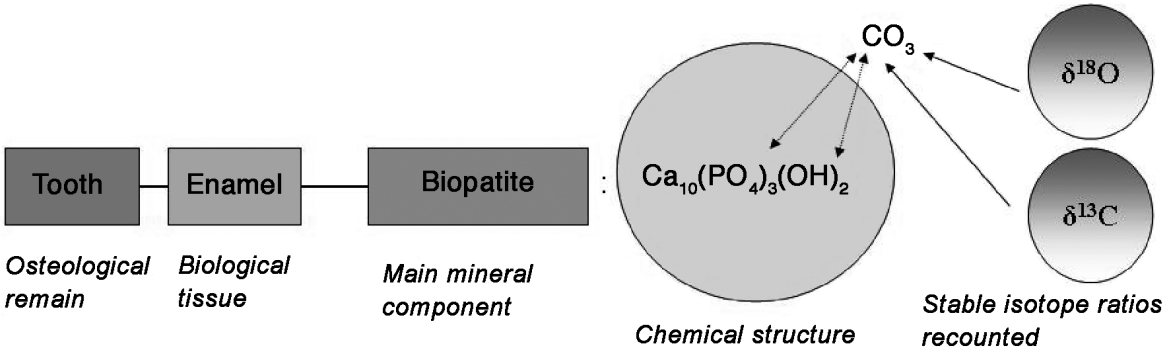 Tooth
Enamel
Biopatite
:
Ca₁₀(PO₄)₃(OH)₂
CO₃
δ¹⁸O
δ¹³C
Osteological
remain
Biological
tissue
Main mineral
component
Chemical structure
Stable isotope ratios
recounted